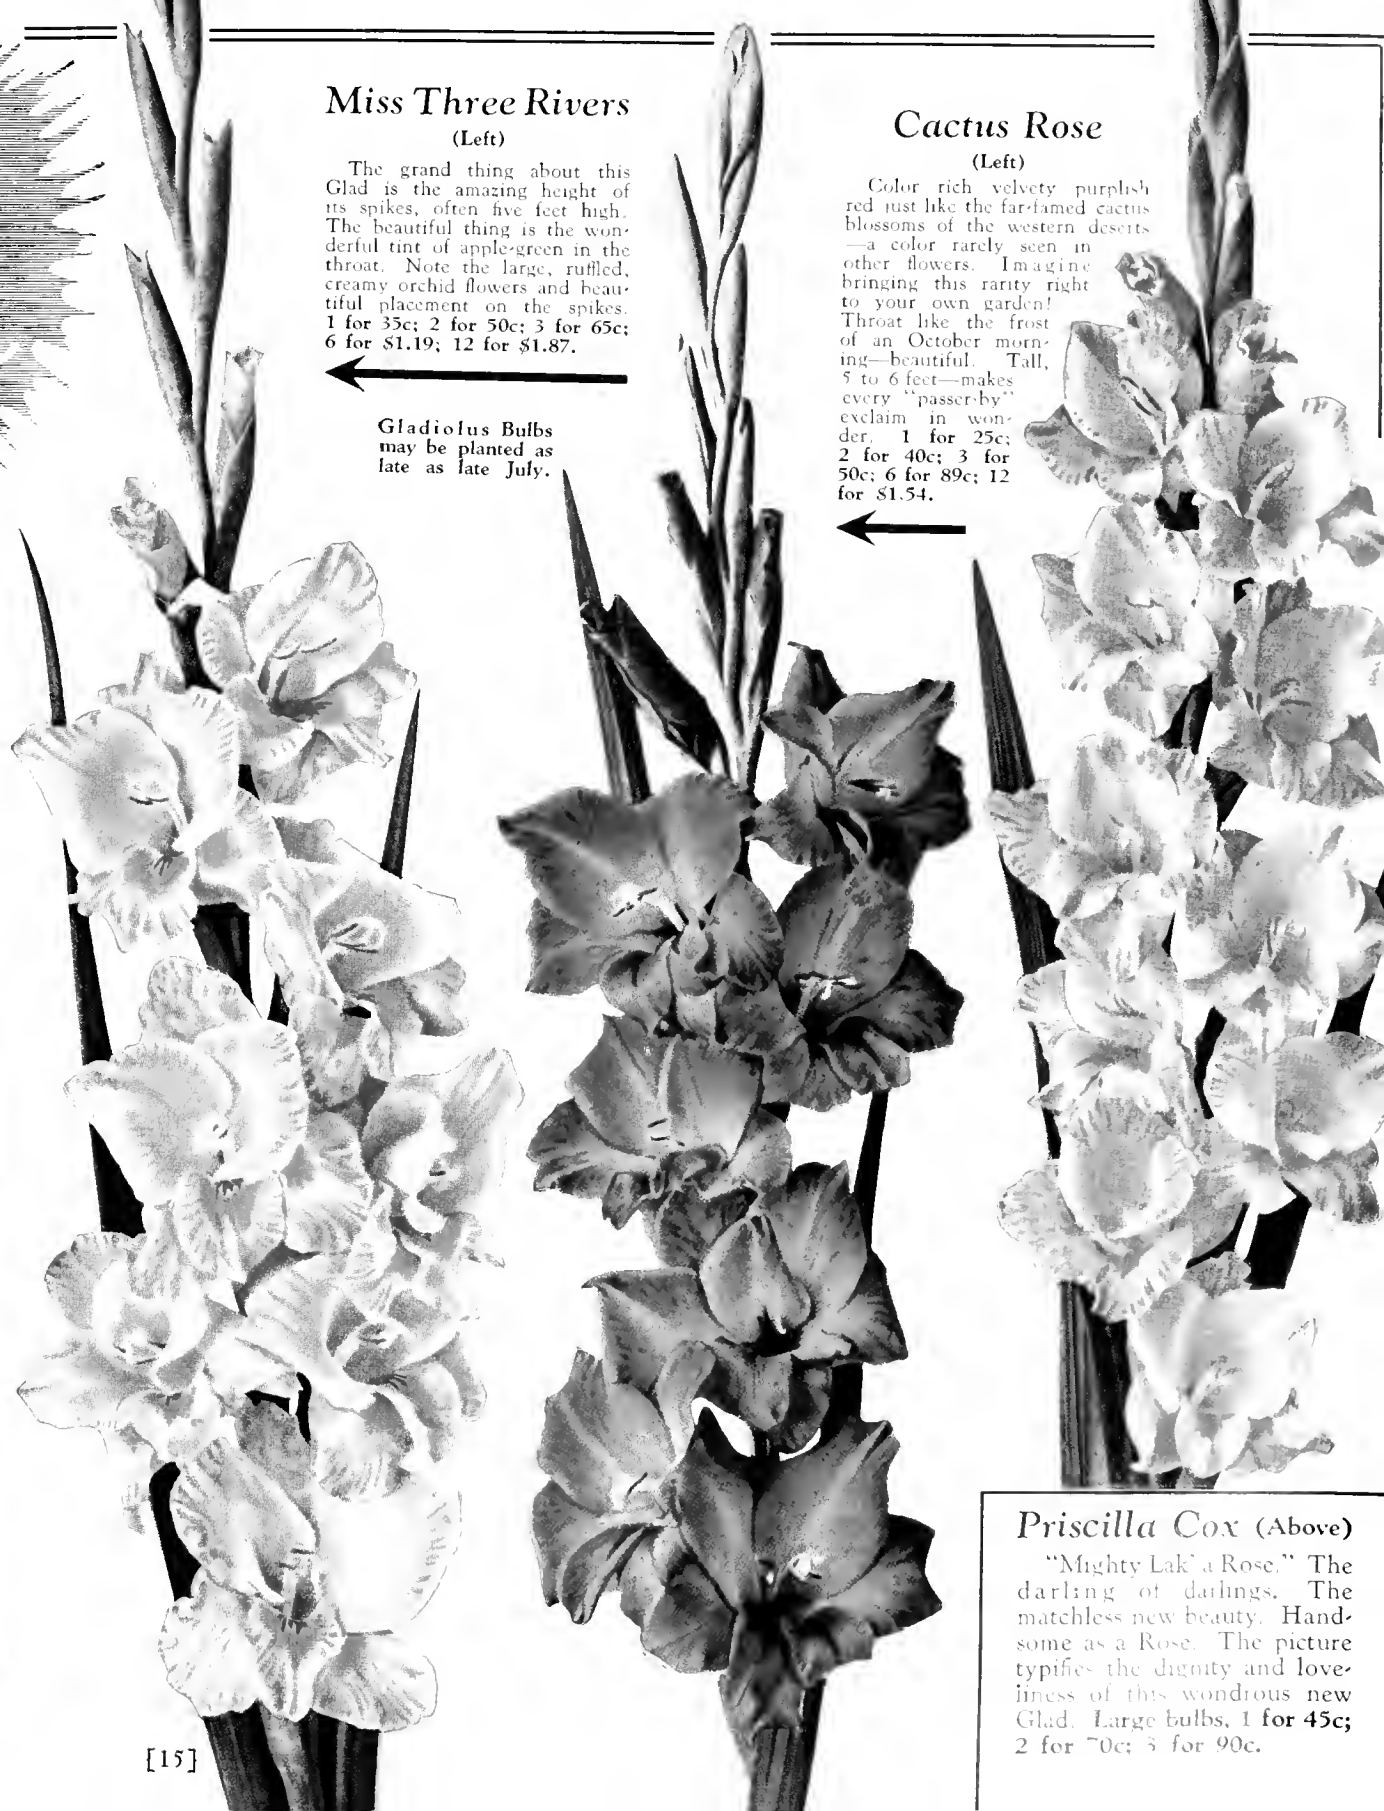 Miss Three Rivers
(Left)
The grand thing about this
Glad is the amazing height of
its spikes, often five feet high.
The beautiful thing is the won-
derful tint of apple-green in the
throat. Note the large, ruffled,
creamy orchid flowers and beau-
tiful placement on the spikes.
1 for 35c; 2 for 50c; 3 for 65c;
6 for $1.19; 12 for $1.87.
Gladiolus Bulbs
may be planted as
late as late July.
Cactus Rose
(Left)
Color rich velvety purplish
red just like the far-famed cactus
blossoms of the western deserts
—a color rarely seen in
other flowers. Imagine
bringing this rarity right
to your own garden!
Throat like the frost
of an October morn-
ing—beautiful. Tall,
5 to 6 feet—makes
every "passer-by"
exclaim in won-
der. 1 for 25c;
2 for 40c; 3 for
50c; 6 for 89c; 12
for $1.54.
Priscilla Cox (Above)
"Mighty Lak' a Rose." The
darling of darlings. The
matchless new beauty. Hand-
some as a Rose. The picture
typifies the dignity and love-
liness of this wondrous new
Glad. Large bulbs, 1 for 45c;
2 for 70c; 3 for 90c.
[15]